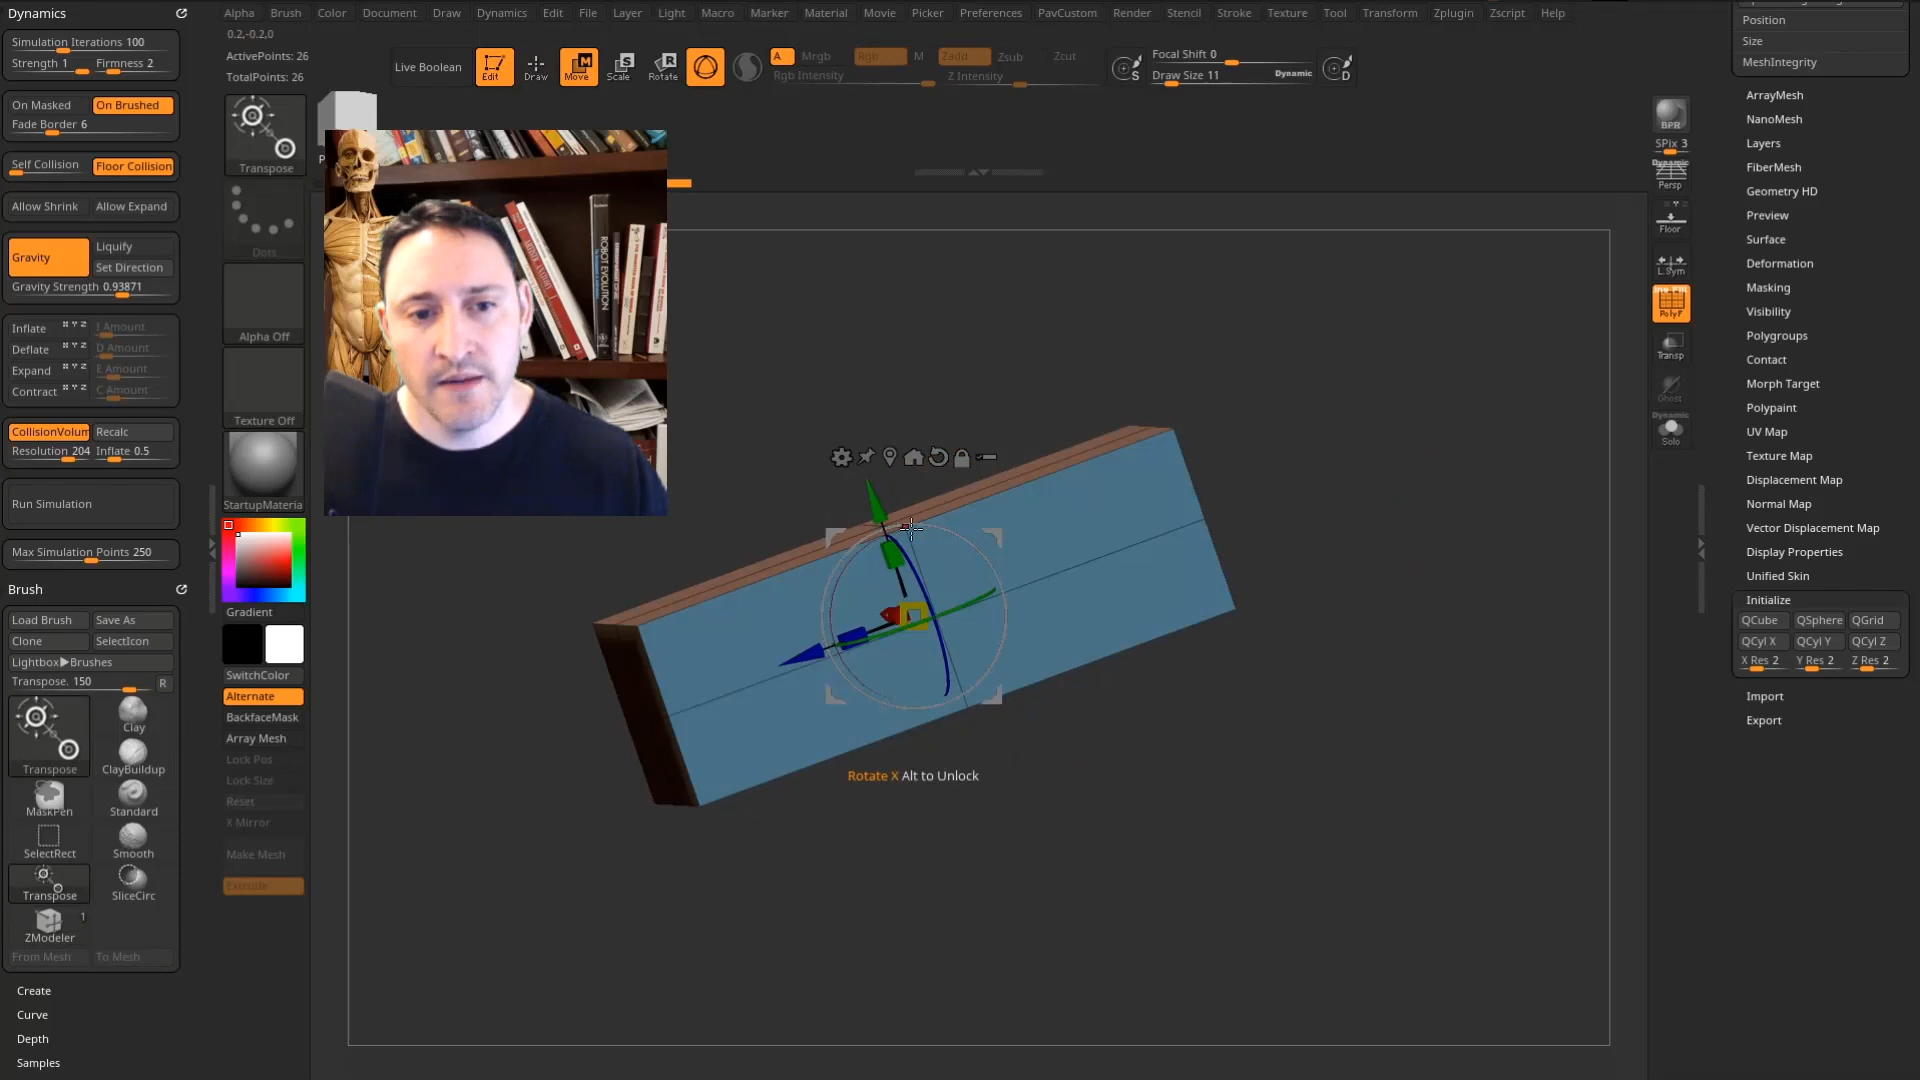 Alpha Brush Color Document Draw Dynamics Edit File Layer Light Macro Marker Material Movie Picker Preferences PavCustom Render Stencil Stroke Texture Tool Transform Zplugin Zscript Help
Dynamics
Simulation Iterations 100
Strength 1 Firmness 2
On Masked On Brushed
Fade Border 6
Self Collision Floor Collision
Allow Shrink Allow Expand
Gravity Liquify
Set Direction
Gravity Strength 0.93871
Inflate X Y Z I Amount
Deflate X Y Z D Amount
Expand X Y Z E Amount
Contract X Y Z C Amount
CollisionVolum Recalc
Resolution 204 Inflate 0.5
Run Simulation
Max Simulation Points 250
Brush
Load Brush Save As
Clone SelectIcon
Lightbox▶Brushes
Transpose. 150 R
Transpose Clay
ClayBuildup
MaskPen Standard
SelectRect Smooth
Transpose SliceCirc
1
ZModeler
From Mesh To Mesh
Create
Curve
Depth
Samples
0.2,-0.2,0
ActivePoints: 26
TotalPoints: 26
Live Boolean Edit Draw Move Scale Rotate
A Mrgb Rgb M Zadd Zsub Zcut
Rgb Intensity Z Intensity
S Focal Shift 0
Draw Size 11 Dynamic D
Transpose
Dots
Alpha Off
Texture Off
StartupMateria
Gradient
SwitchColor
Alternate
BackfaceMask
Array Mesh
Lock Pos
Lock Size
Reset
X Mirror
Make Mesh
Extrude
ROBOT EVOLUTION
Rotate X Alt to Unlock
BPR
SPix 3
Dynamic
Persp
Floor
L.Sym
PolyF
Transp
Ghost
Dynamic
Solo
Position
Size
MeshIntegrity
ArrayMesh
NanoMesh
Layers
FiberMesh
Geometry HD
Preview
Surface
Deformation
Masking
Visibility
Polygroups
Contact
Morph Target
Polypaint
UV Map
Texture Map
Displacement Map
Normal Map
Vector Displacement Map
Display Properties
Unified Skin
Initialize
QCube QSphere QGrid
QCyl X QCyl Y QCyl Z
X Res 2 Y Res 2 Z Res 2
Import
Export